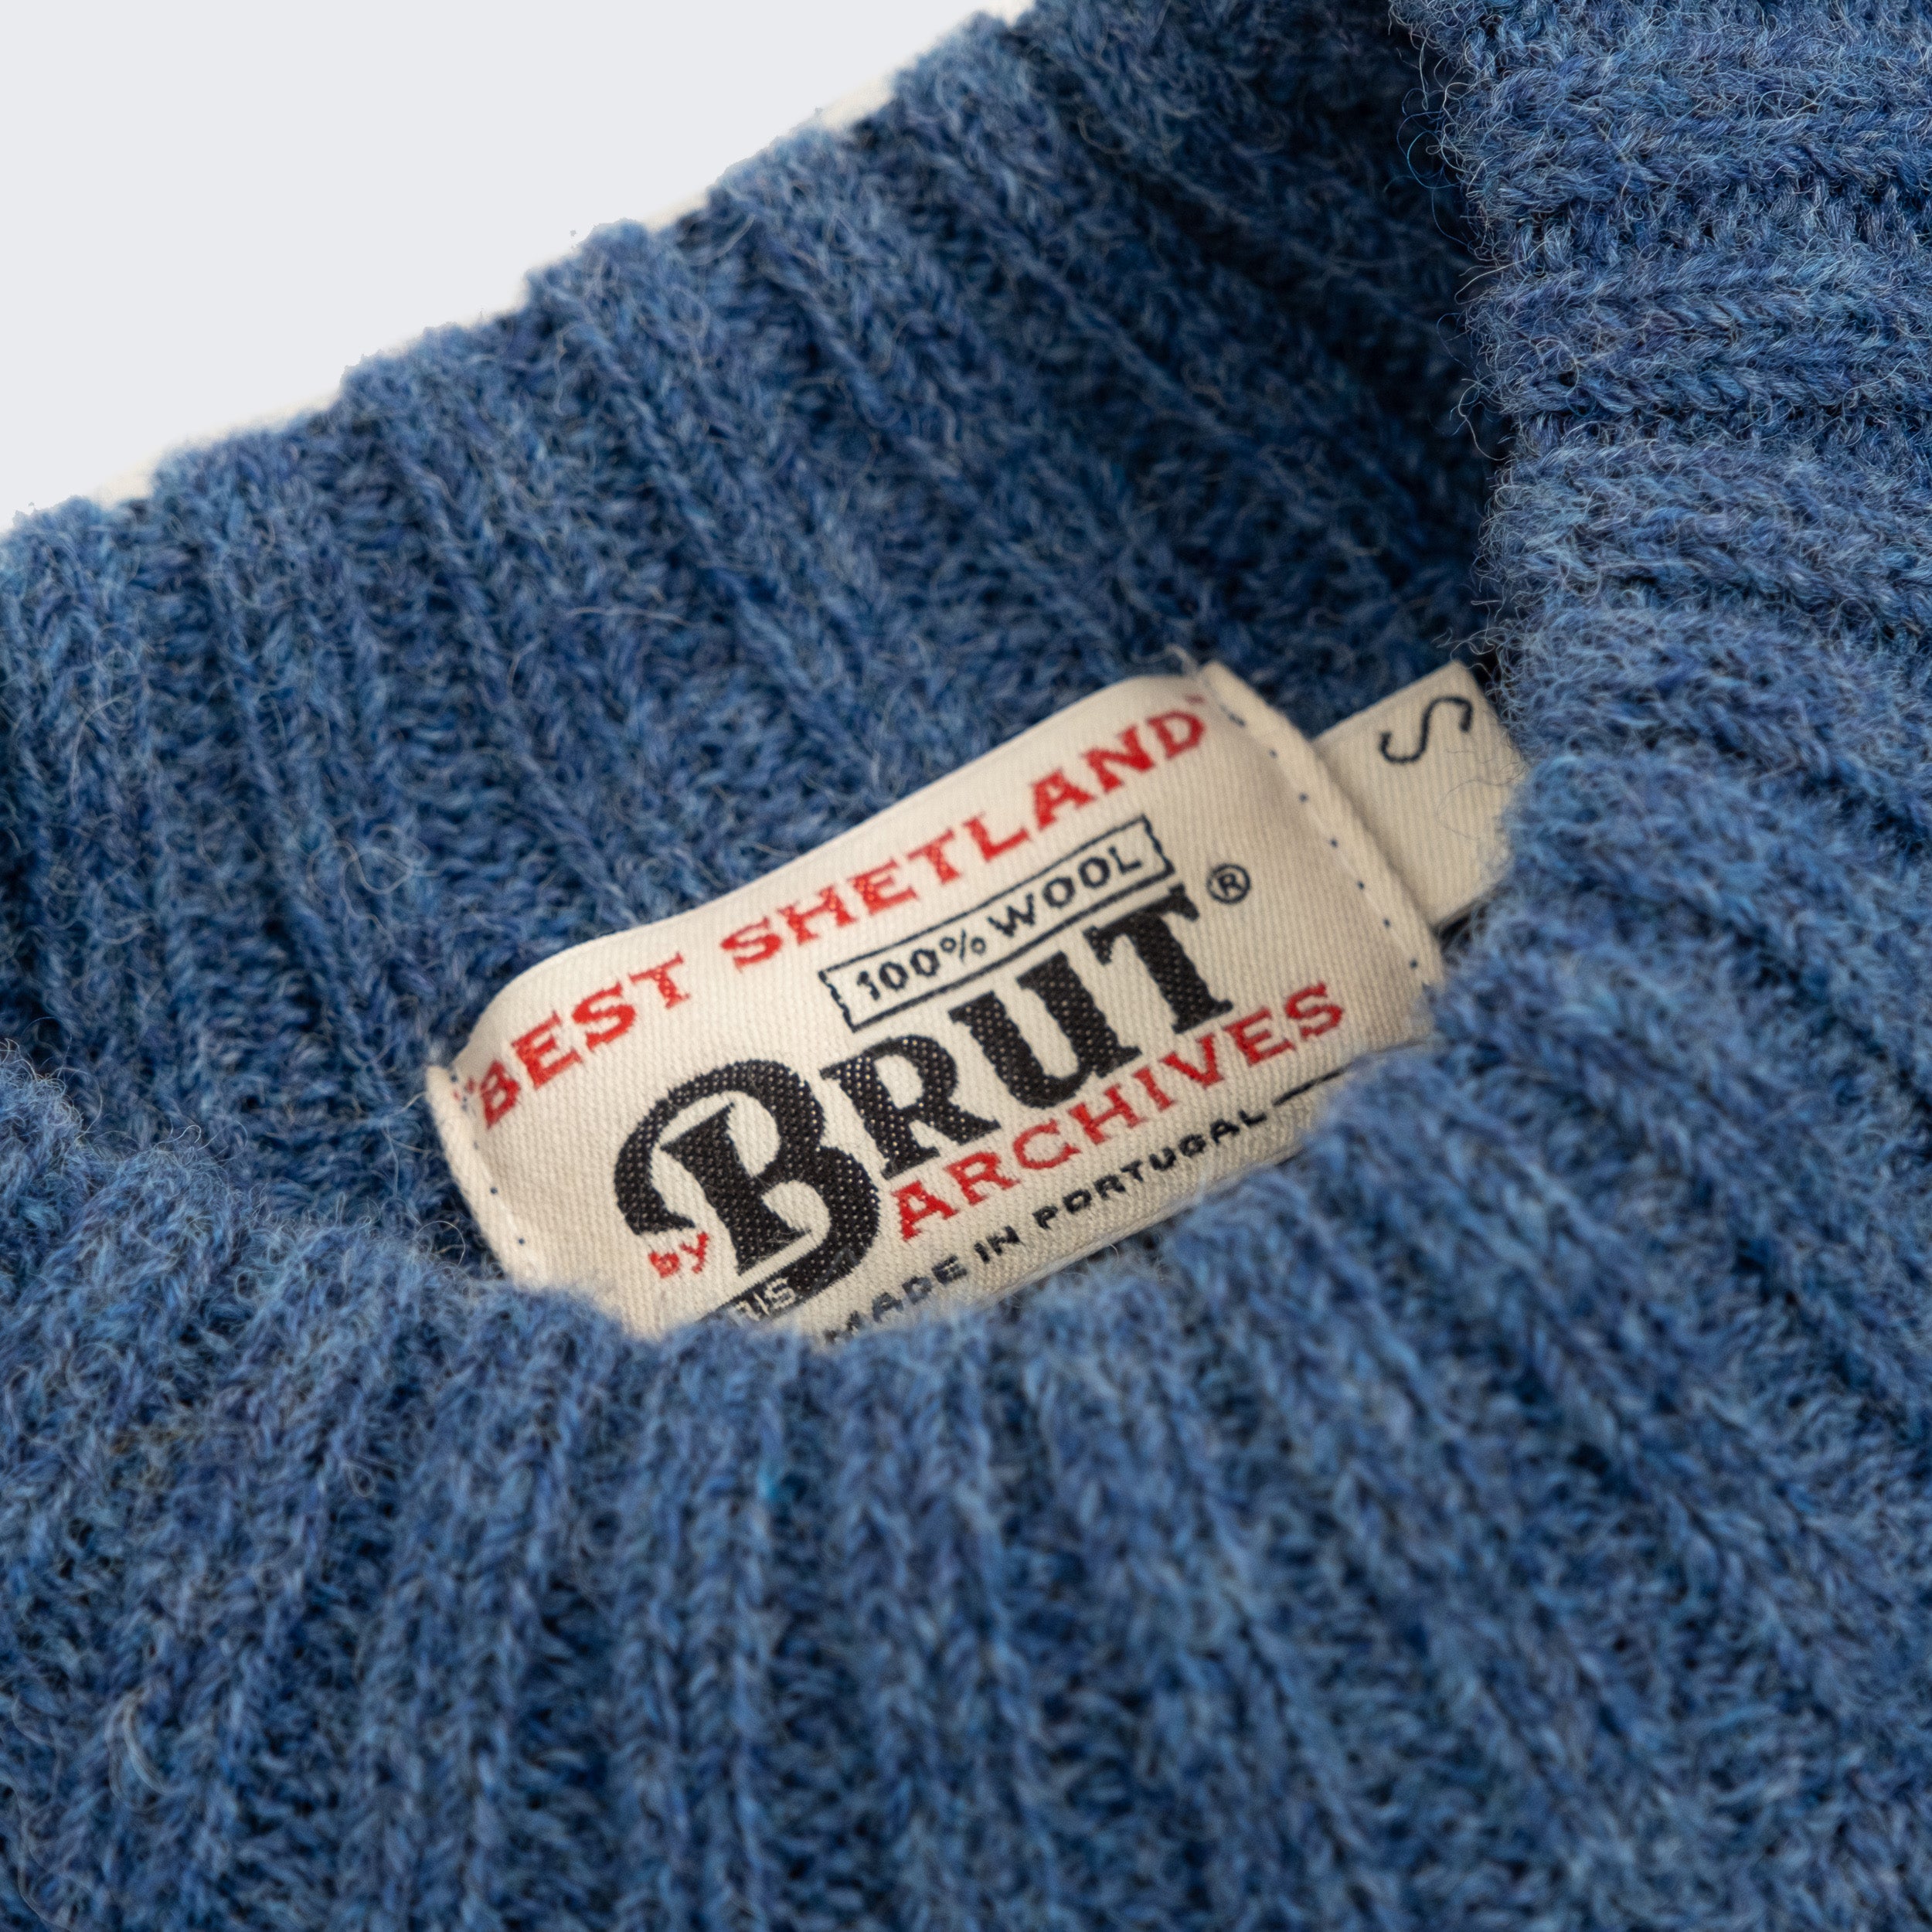 "BEST SHETLAND"
100% WOOL
BRUT®
by ARCHIVES
MADE IN PORTUGAL
S